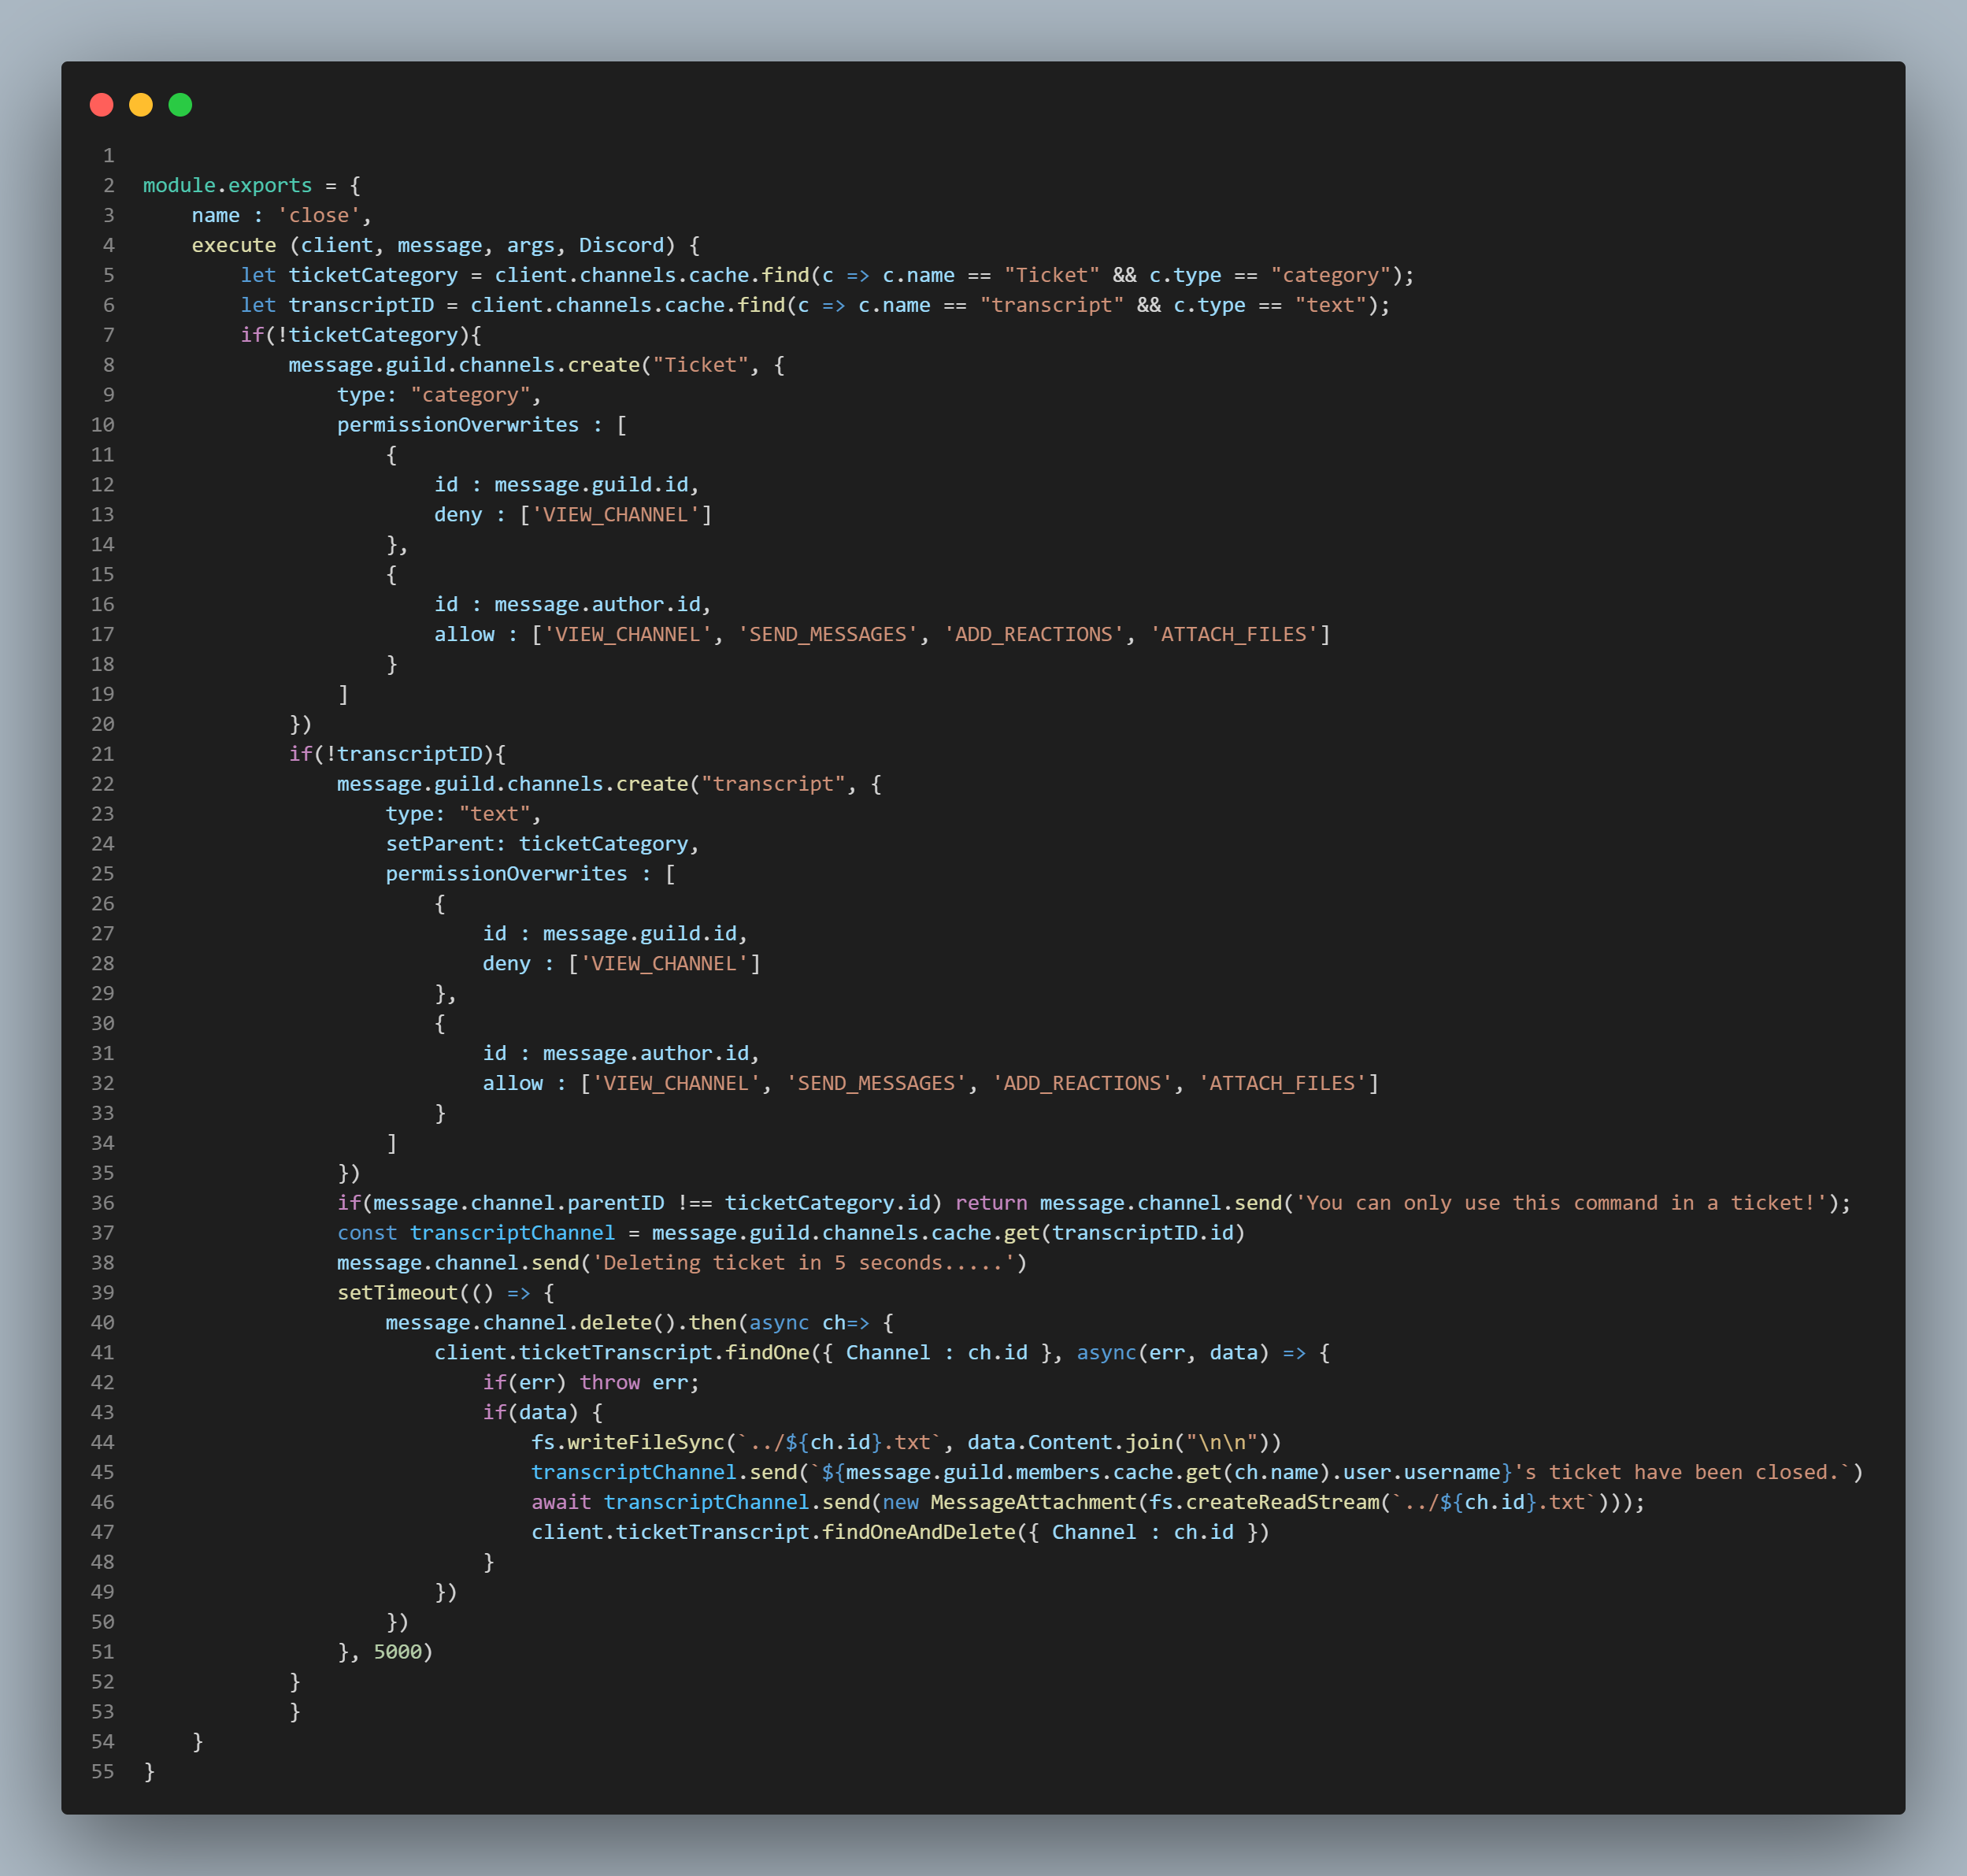 1
2 module.exports = {
3     name : 'close',
4     execute (client, message, args, Discord) {
5         let ticketCategory = client.channels.cache.find(c => c.name == "Ticket" && c.type == "category");
6         let transcriptID = client.channels.cache.find(c => c.name == "transcript" && c.type == "text");
7         if(!ticketCategory){
8             message.guild.channels.create("Ticket", {
9                 type: "category",
10                 permissionOverwrites : [
11                     {
12                         id : message.guild.id,
13                         deny : ['VIEW_CHANNEL']
14                     },
15                     {
16                         id : message.author.id,
17                         allow : ['VIEW_CHANNEL', 'SEND_MESSAGES', 'ADD_REACTIONS', 'ATTACH_FILES']
18                     }
19                 ]
20             })
21             if(!transcriptID){
22                 message.guild.channels.create("transcript", {
23                     type: "text",
24                     setParent: ticketCategory,
25                     permissionOverwrites : [
26                         {
27                             id : message.guild.id,
28                             deny : ['VIEW_CHANNEL']
29                         },
30                         {
31                             id : message.author.id,
32                             allow : ['VIEW_CHANNEL', 'SEND_MESSAGES', 'ADD_REACTIONS', 'ATTACH_FILES']
33                         }
34                     ]
35                 })
36                 if(message.channel.parentID !== ticketCategory.id) return message.channel.send('You can only use this command in a ticket!');
37                 const transcriptChannel = message.guild.channels.cache.get(transcriptID.id)
38                 message.channel.send('Deleting ticket in 5 seconds.....')
39                 setTimeout(() => {
40                     message.channel.delete().then(async ch=> {
41                         client.ticketTranscript.findOne({ Channel : ch.id }, async(err, data) => {
42                             if(err) throw err;
43                             if(data) {
44                                 fs.writeFileSync(`../${ch.id}.txt`, data.Content.join("\n\n"))
45                                 transcriptChannel.send(`${message.guild.members.cache.get(ch.name).user.username}'s ticket have been closed.`)
46                                 await transcriptChannel.send(new MessageAttachment(fs.createReadStream(`../${ch.id}.txt`)));
47                                 client.ticketTranscript.findOneAndDelete({ Channel : ch.id })
48                             }
49                         })
50                     })
51                 }, 5000)
52             }
53             }
54     }
55 }